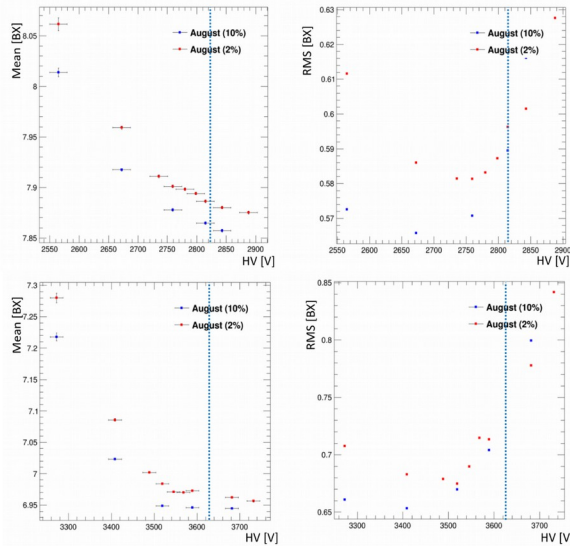 Mean [BX]
8.05
8
7.95
7.9
7.85
August (10%)
August (2%)
2550 2600 2650 2700 2750 2800 2850 2900
HV [V]
RMS [BX]
0.63
0.62
0.61
0.6
0.59
0.58
0.57
August (10%)
August (2%)
2550 2600 2650 2700 2750 2800 2850 2900
HV [V]
Mean [BX]
7.3
7.25
7.2
7.15
7.1
7.05
7
6.95
August (10%)
August (2%)
3300 3400 3500 3600 3700
HV [V]
RMS [BX]
0.85
0.8
0.75
0.7
0.65
August (10%)
August (2%)
3300 3400 3500 3600 3700
HV [V]